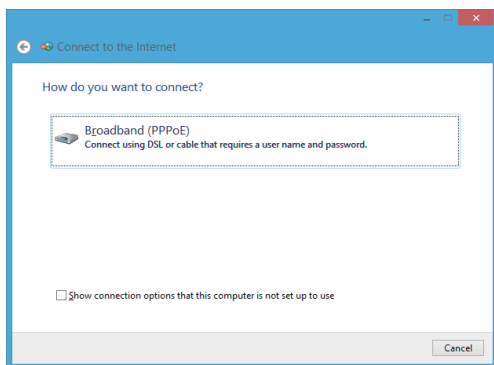 Connect to the Internet
How do you want to connect?
Broadband (PPPoE)
Connect using DSL or cable that requires a user name and password.
Show connection options that this computer is not set up to use
Cancel